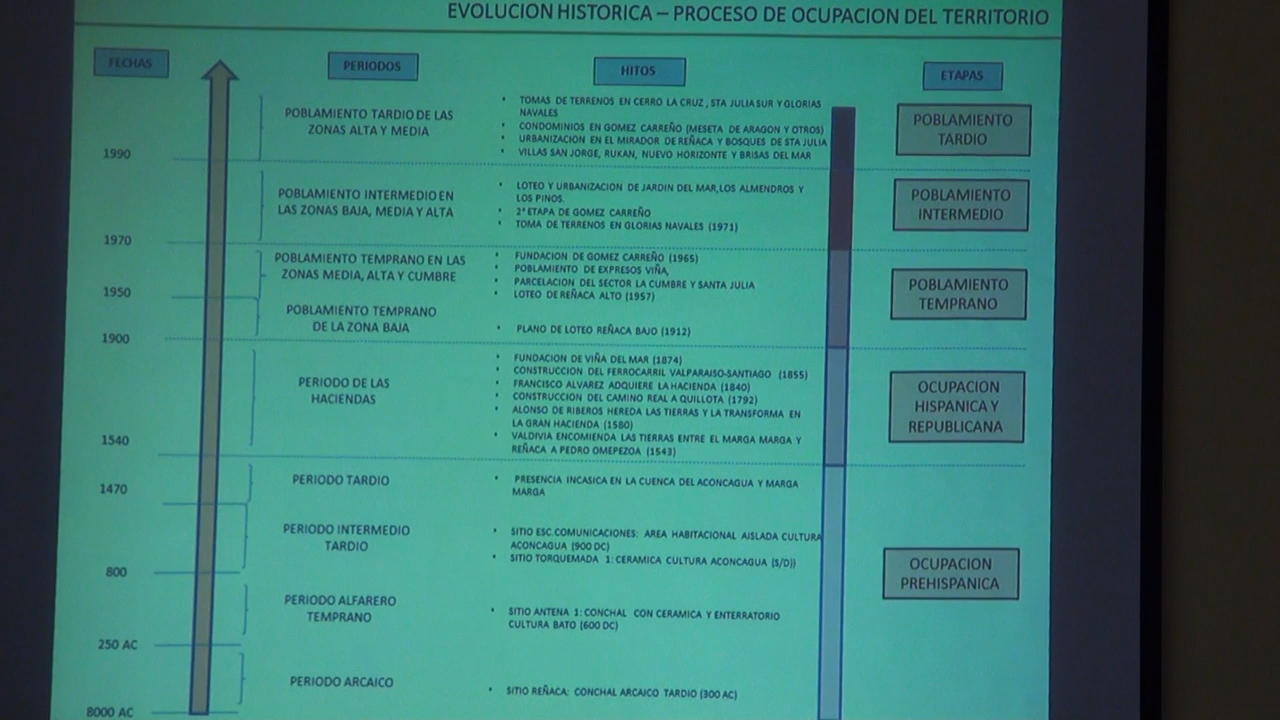 EVOLUCION HISTORICA – PROCESO DE OCUPACION DEL TERRITORIO
FECHAS
PERIODOS
HITOS
ETAPAS
POBLAMIENTO TARDIO DE LAS
ZONAS ALTA Y MEDIA
• TOMAS DE TERRENOS EN CERRO LA CRUZ, STA JULIA SUR Y GLORIAS
NAVALES
• CONDOMINIOS EN GOMEZ CARREÑO (MESETA DE ARAGON Y OTROS)
• URBANIZACION EN EL MIRADOR DE REÑACA Y BOSQUES DE STA JULIA
• VILLAS SAN JORGE, RUKAN, NUEVO HORIZONTE Y BRISAS DEL MAR
POBLAMIENTO
TARDIO
1990
POBLAMIENTO INTERMEDIO EN
LAS ZONAS BAJA, MEDIA Y ALTA
• LOTEO Y URBANIZACION DE JARDIN DEL MAR,LOS ALMENDROS Y
LOS PINOS.
• 2ª ETAPA DE GOMEZ CARREÑO
• TOMA DE TERRENOS EN GLORIAS NAVALES (1971)
POBLAMIENTO
INTERMEDIO
1970
POBLAMIENTO TEMPRANO EN LAS
ZONAS MEDIA, ALTA Y CUMBRE
• FUNDACION DE GOMEZ CARREÑO (1965)
• POBLAMIENTO DE EXPRESOS VIÑA,
• PARCELACION DEL SECTOR LA CUMBRE Y SANTA JULIA
• LOTEO DE REÑACA ALTO (1957)
POBLAMIENTO
TEMPRANO
1950
POBLAMIENTO TEMPRANO
DE LA ZONA BAJA
• PLANO DE LOTEO REÑACA BAJO (1912)
1900
PERIODO DE LAS
HACIENDAS
• FUNDACION DE VIÑA DEL MAR (1874)
• CONSTRUCCION DEL FERROCARRIL VALPARAISO-SANTIAGO (1855)
• FRANCISCO ALVAREZ ADQUIERE LA HACIENDA (1840)
• CONSTRUCCION DEL CAMINO REAL A QUILLOTA (1792)
• ALONSO DE RIBEROS HEREDA LAS TIERRAS Y LA TRANSFORMA EN
LA GRAN HACIENDA (1580)
• VALDIVIA ENCOMIENDA LAS TIERRAS ENTRE EL MARGA MARGA Y
REÑACA A PEDRO OMEPEZOA (1543)
OCUPACION
HISPANICA Y
REPUBLICANA
1540
PERIODO TARDIO
• PRESENCIA INCASICA EN LA CUENCA DEL ACONCAGUA Y MARGA
MARGA
1470
PERIODO INTERMEDIO
TARDIO
• SITIO ESC.COMUNICACIONES: AREA HABITACIONAL AISLADA CULTURA
ACONCAGUA (900 DC)
• SITIO TORQUEMADA 1: CERAMICA CULTURA ACONCAGUA (S/D))
OCUPACION
PREHISPANICA
800
PERIODO ALFARERO
TEMPRANO
• SITIO ANTENA 1: CONCHAL CON CERAMICA Y ENTERRATORIO
CULTURA BATO (600 DC)
250 AC
PERIODO ARCAICO
• SITIO REÑACA: CONCHAL ARCAICO TARDIO (300 AC)
8000 AC